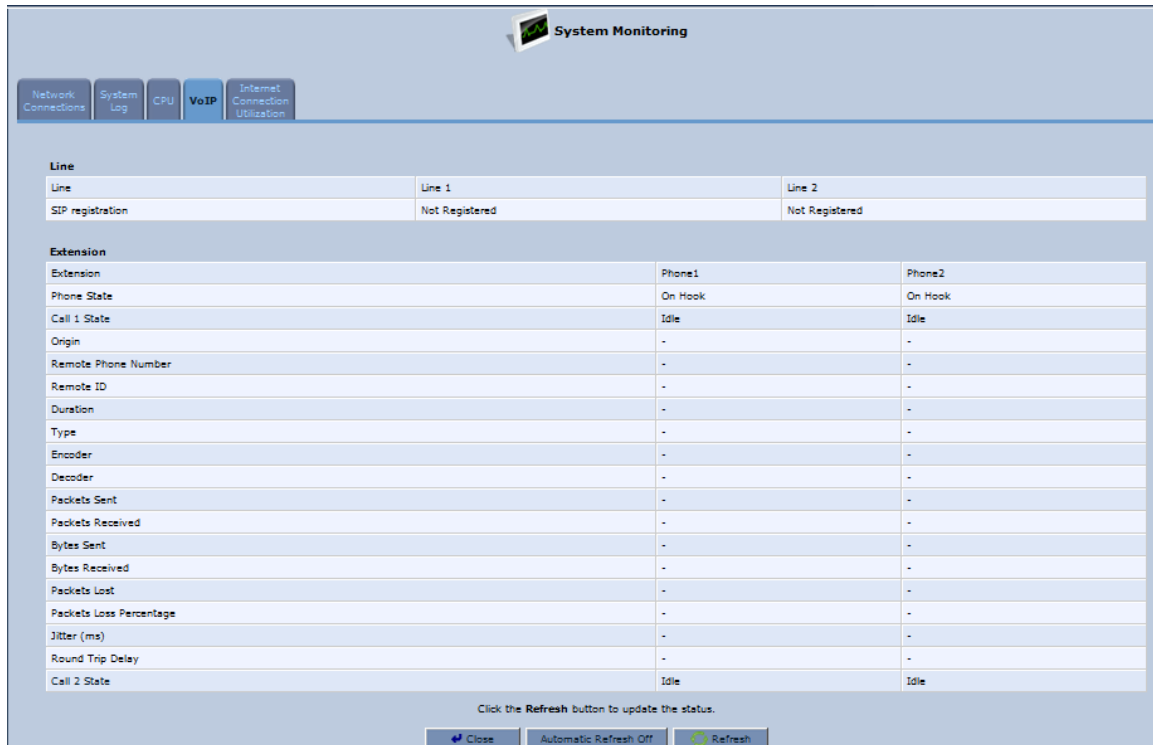 System Monitoring
Network Connections
System Log
CPU
VoIP
Internet Connection Utilization
Line
Line Line 1 Line 2
SIP registration Not Registered Not Registered
Extension
Extension Phone1 Phone2
Phone State On Hook On Hook
Call 1 State Idle Idle
Origin - -
Remote Phone Number - -
Remote ID - -
Duration - -
Type - -
Encoder - -
Decoder - -
Packets Sent - -
Packets Received - -
Bytes Sent - -
Bytes Received - -
Packets Lost - -
Packets Loss Percentage - -
Jitter (ms) - -
Round Trip Delay - -
Call 2 State Idle Idle
Click the Refresh button to update the status.
Close Automatic Refresh Off Refresh